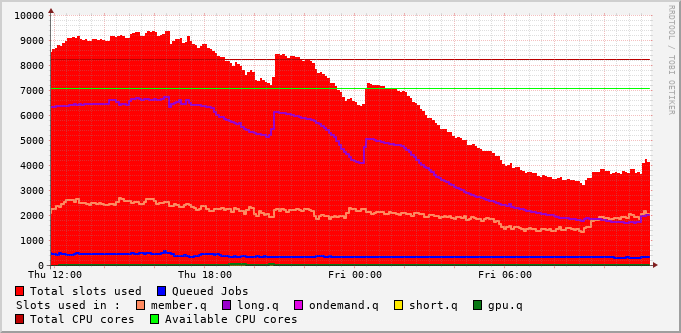 RRDTOOL / TOBI OETIKER
10000
9000
8000
7000
6000
5000
4000
3000
2000
1000
0
Thu 12:00 Thu 18:00 Fri 00:00 Fri 06:00
Total slots used Queued Jobs
Slots used in : member.q long.q ondemand.q short.q gpu.q
Total CPU cores Available CPU cores